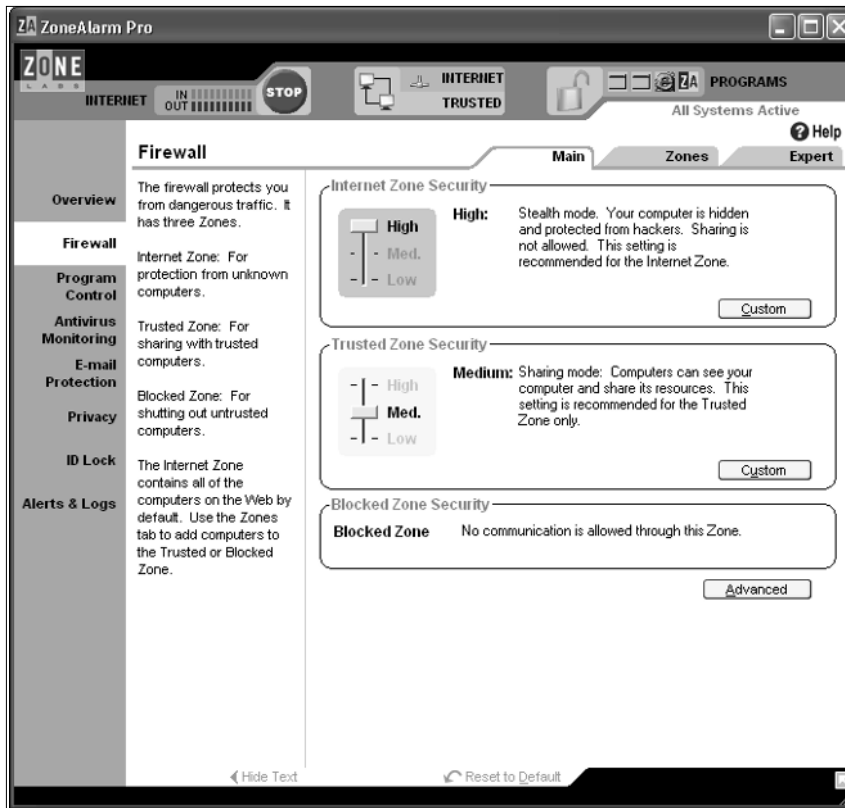 ZA ZoneAlarm Pro
ZONE
LABS
INTERNET
IN
OUT
STOP
INTERNET
TRUSTED
ZA
PROGRAMS
All Systems Active
? Help
Firewall
Main
Zones
Expert
Overview
Firewall
Program
Control
Antivirus
Monitoring
E-mail
Protection
Privacy
ID Lock
Alerts & Logs
The firewall protects you
from dangerous traffic. It
has three Zones.
Internet Zone: For
protection from unknown
computers.
Trusted Zone: For
sharing with trusted
computers.
Blocked Zone: For
shutting out untrusted
computers.
The Internet Zone
contains all of the
computers on the Web by
default. Use the Zones
tab to add computers to
the Trusted or Blocked
Zone.
Internet Zone Security
High
Med.
Low
High:
Stealth mode. Your computer is hidden
and protected from hackers. Sharing is
not allowed. This setting is
recommended for the Internet Zone.
Custom
Trusted Zone Security
High
Med.
Low
Medium:
Sharing mode: Computers can see your
computer and share its resources. This
setting is recommended for the Trusted
Zone only.
Custom
Blocked Zone Security
Blocked Zone
No communication is allowed through this Zone.
Advanced
Hide Text
Reset to Default